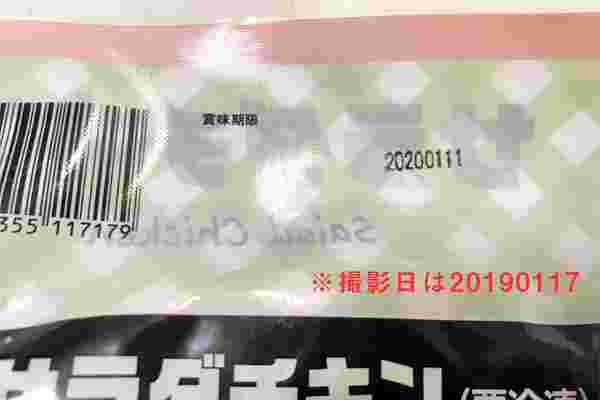 賞味期限
20200111
355 117179
Salad Chicken
※撮影日は20190117
サラダチキン(要冷凍)